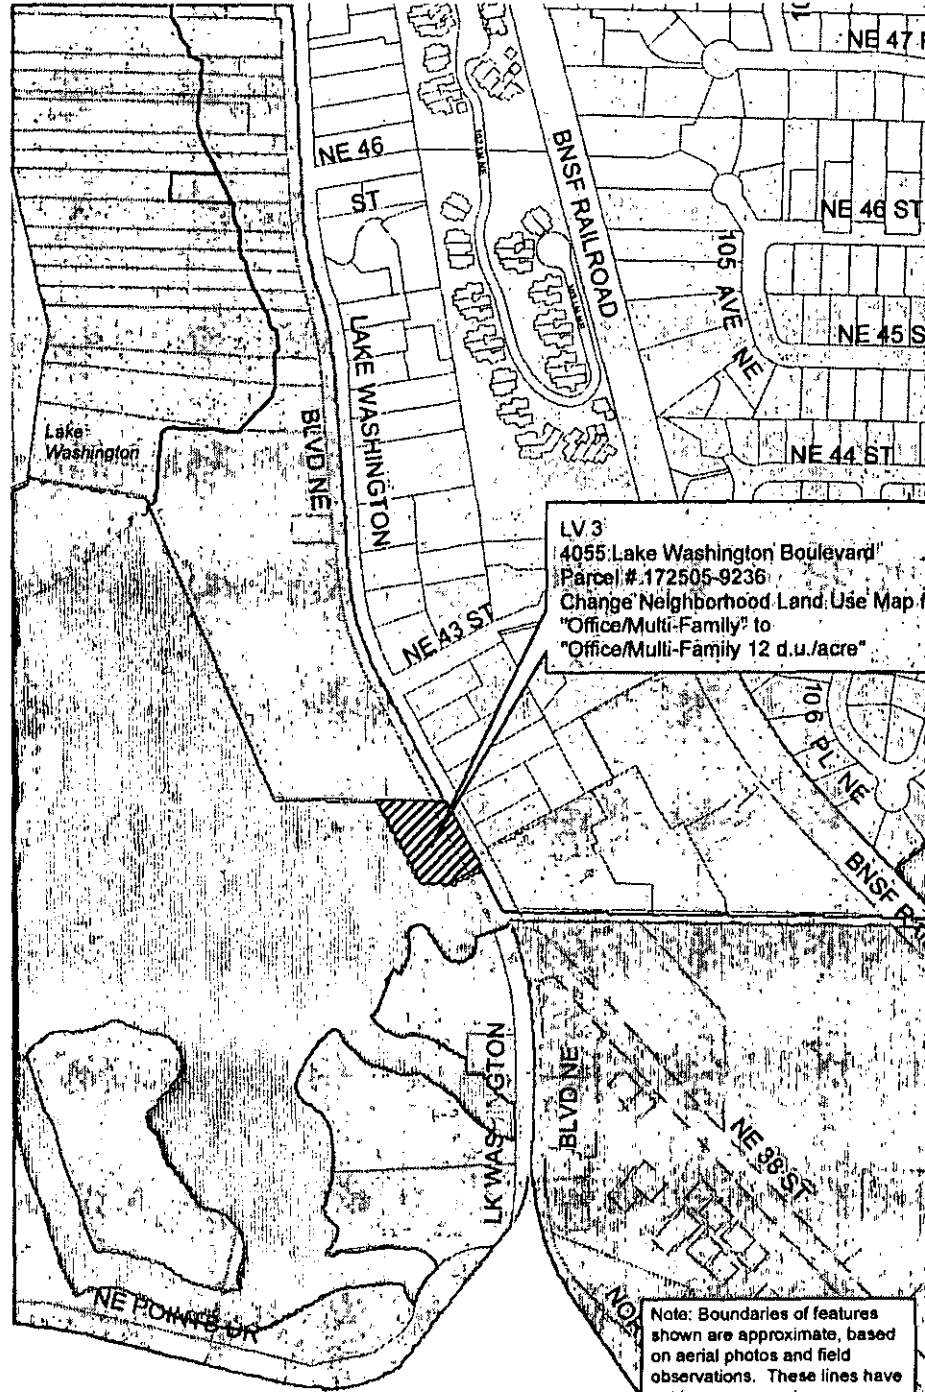 NE 47
NE 46
ST
BNSF RAILROAD
NE 46 ST
105 AVE NE
NE 45 S
LAKE WASHINGTON
BLVD NE
Lake
Washington
NE 44 ST
LV 3
4055 Lake Washington Boulevard
Parcel # 172505-9236
Change Neighborhood Land Use Map f
"Office/Multi-Family" to
"Office/Multi-Family 12 d.u./acre"
NE 43 ST
106 PL NE
BNSF R
LK WAS GTON
BLVD NE
NE 38 ST
NE POINTS DR
NOR
Note: Boundaries of features
shown are approximate, based
on aerial photos and field
observations. These lines have